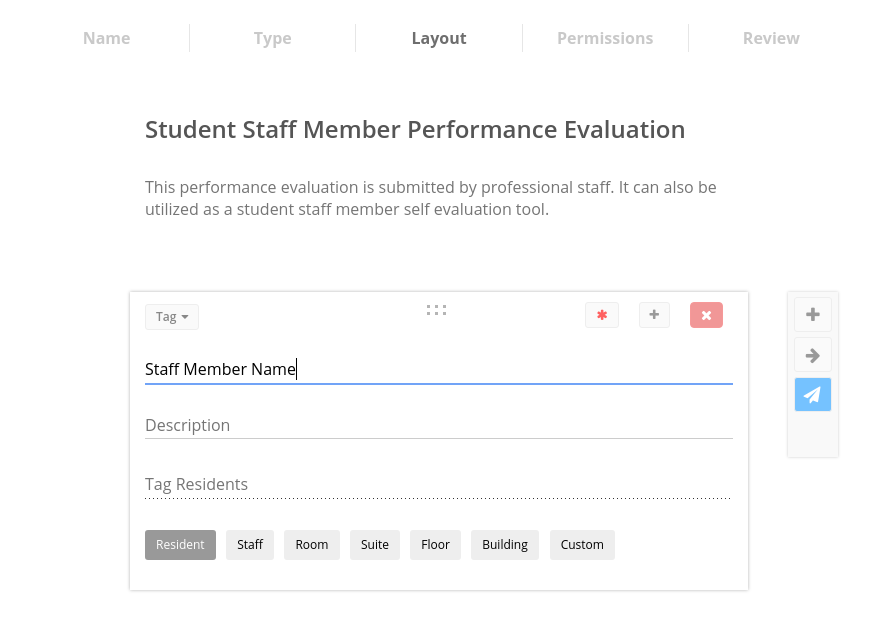 Name Type Layout Permissions Review
Student Staff Member Performance Evaluation
This performance evaluation is submitted by professional staff. It can also be
utilized as a student staff member self evaluation tool.
Tag
Staff Member Name
Description
Tag Residents
Resident Staff Room Suite Floor Building Custom